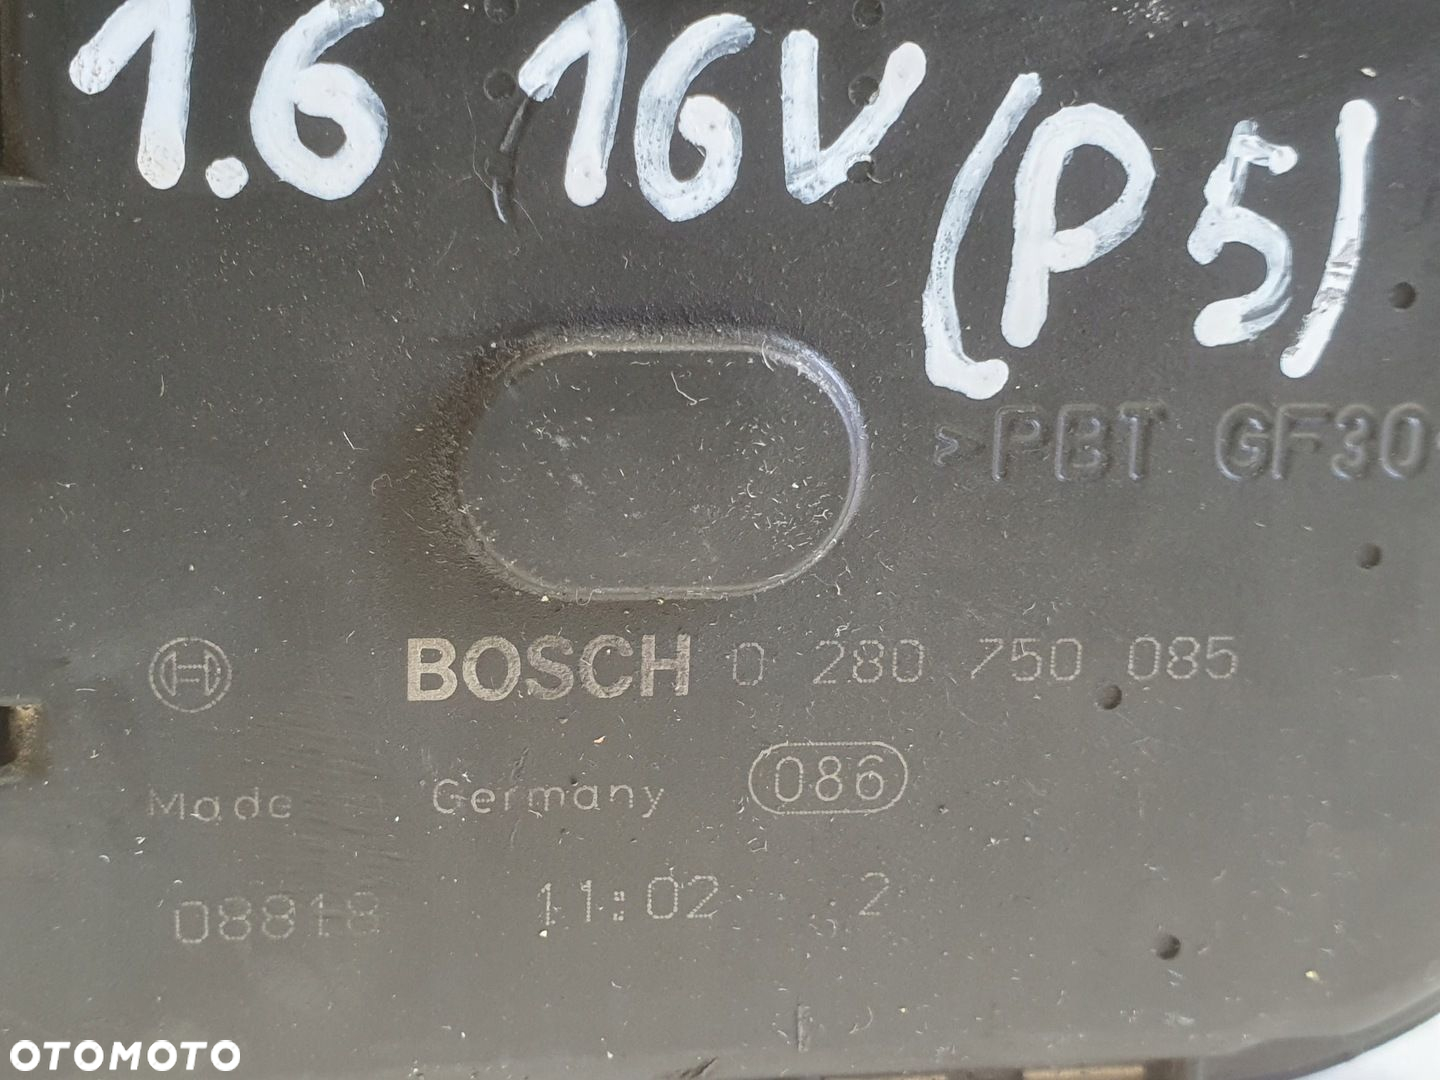 1.6 16V (P5)
>PBT GF30
BOSCH 0 280 750 085
Made in Germany 086
08818 11:02 2
OTOMOTO